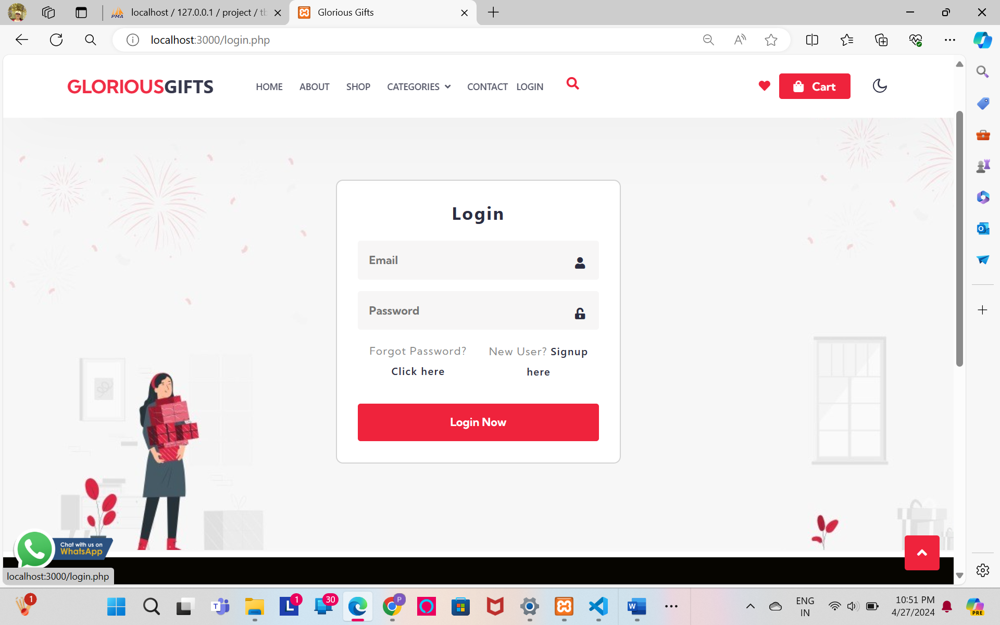 localhost / 127.0.0.1 / project / tb
Glorious Gifts
localhost:3000/login.php
GLORIOUSGIFTS
HOME
ABOUT
SHOP
CATEGORIES
CONTACT
LOGIN
Cart
Login
Email
Password
Forgot Password?
Click here
New User? Signup
here
Login Now
Chat with us on
WhatsApp
localhost:3000/login.php
1
1
30
P
ENG
IN
10:51 PM
4/27/2024
PRE